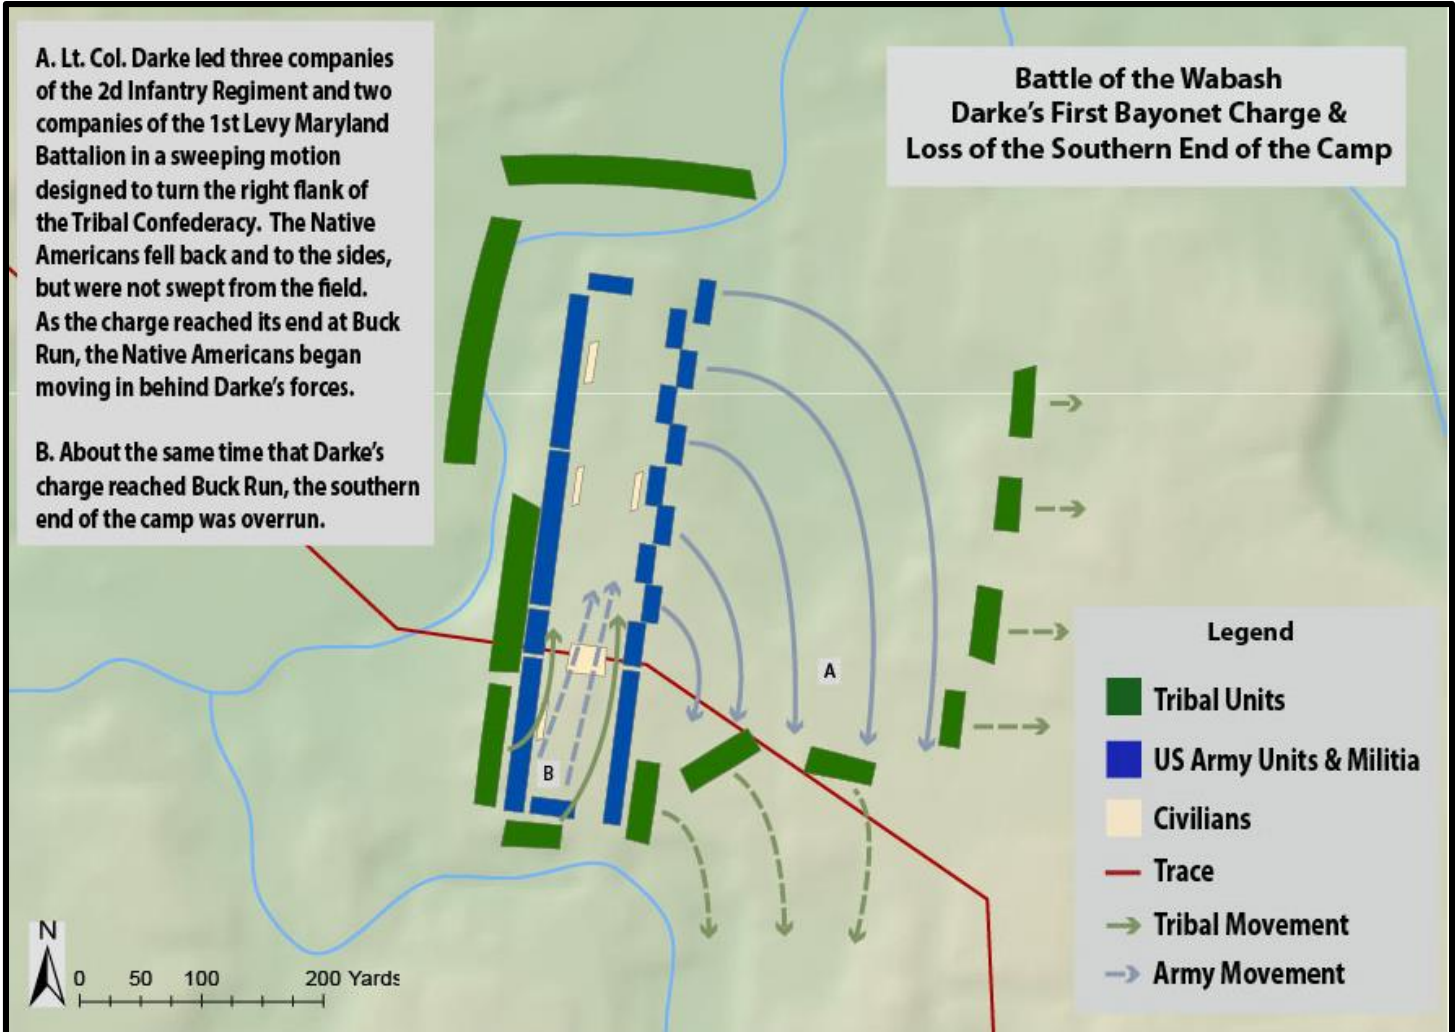 A. Lt. Col. Darke led three companies
of the 2d Infantry Regiment and two
companies of the 1st Levy Maryland
Battalion in a sweeping motion
designed to turn the right flank of
the Tribal Confederacy. The Native
Americans fell back and to the sides,
but were not swept from the field.
As the charge reached its end at Buck
Run, the Native Americans began
moving in behind Darke's forces.
B. About the same time that Darke's
charge reached Buck Run, the southern
end of the camp was overrun.
Battle of the Wabash
Darke's First Bayonet Charge &
Loss of the Southern End of the Camp
A
B
Legend
Tribal Units
US Army Units & Militia
Civilians
Trace
Tribal Movement
Army Movement
N
0 50 100 200 Yards